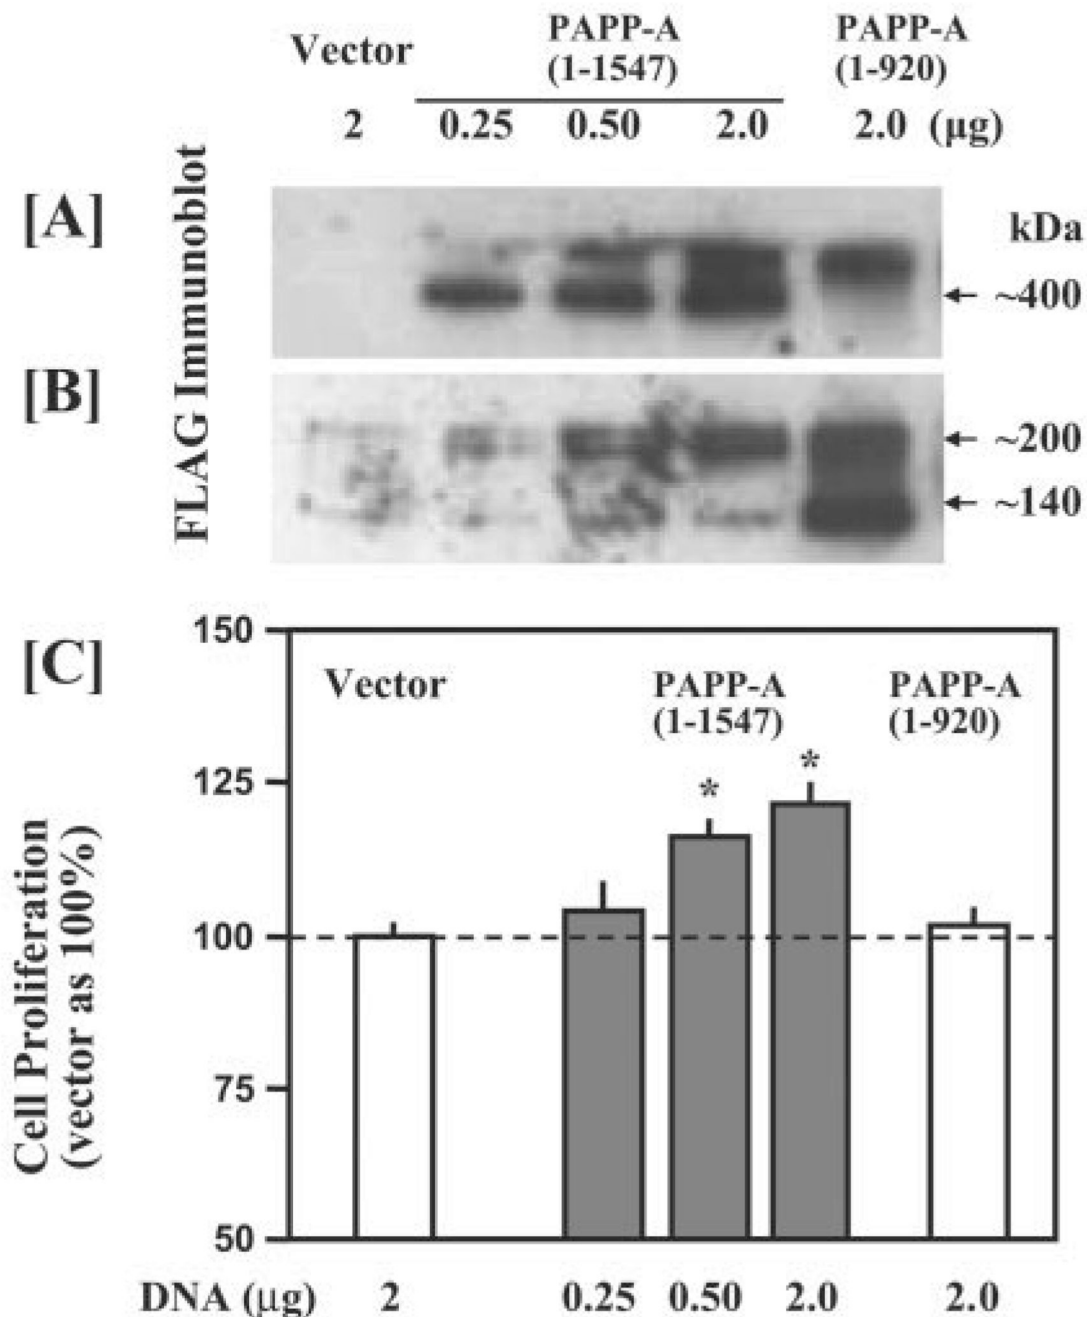 Vector
PAPP-A
(1-1547)
PAPP-A
(1-920)
2 0.25 0.50 2.0 2.0 (μg)
[A]
FLAG Immunoblot
kDa
~400
[B]
~200
~140
[C]
150
125
100
75
50
Cell Proliferation
(vector as 100%)
Vector
PAPP-A
(1-1547)
PAPP-A
(1-920)
*
*
DNA (μg) 2 0.25 0.50 2.0 2.0